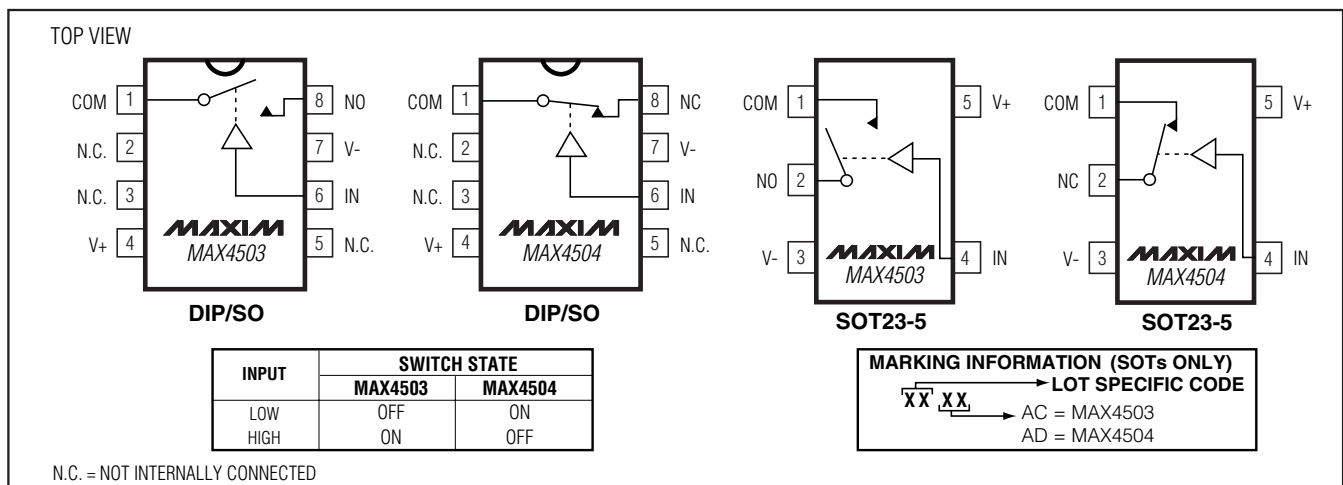 TOP VIEW
COM 1 8 NO
N.C. 2 7 V-
N.C. 3 6 IN
V+ 4 5 N.C.
MAXIM
MAX4503
DIP/SO
COM 1 8 NC
N.C. 2 7 V-
N.C. 3 6 IN
V+ 4 5 N.C.
MAXIM
MAX4504
DIP/SO
COM 1 5 V+
NO 2
V- 3 4 IN
MAXIM
MAX4503
SOT23-5
COM 1 5 V+
NC 2
V- 3 4 IN
MAXIM
MAX4504
SOT23-5
INPUT SWITCH STATE
MAX4503 MAX4504
LOW OFF ON
HIGH ON OFF
MARKING INFORMATION (SOTs ONLY)
LOT SPECIFIC CODE
XX XX
AC = MAX4503
AD = MAX4504
N.C. = NOT INTERNALLY CONNECTED